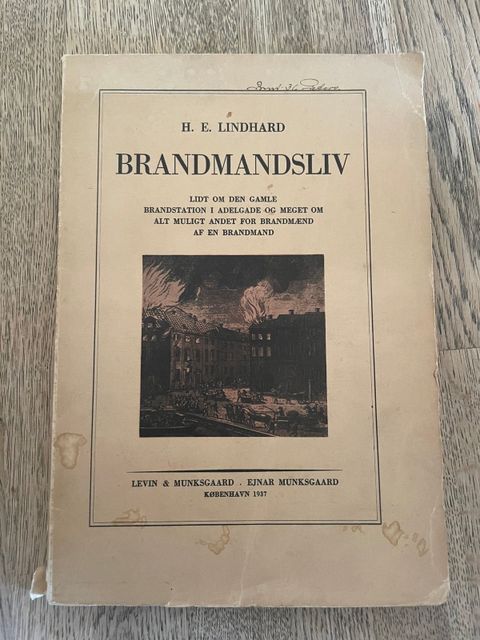 H. E. LINDHARD
BRANDMANDSLIV
LIDT OM DEN GAMLE
BRANDSTATION I ADELGADE OG MEGET OM
ALT MULIGT ANDET FOR BRANDMÆND
AF EN BRANDMAND
LEVIN & MUNKSGAARD . EJNAR MUNKSGAARD
KØBENHAVN 1937